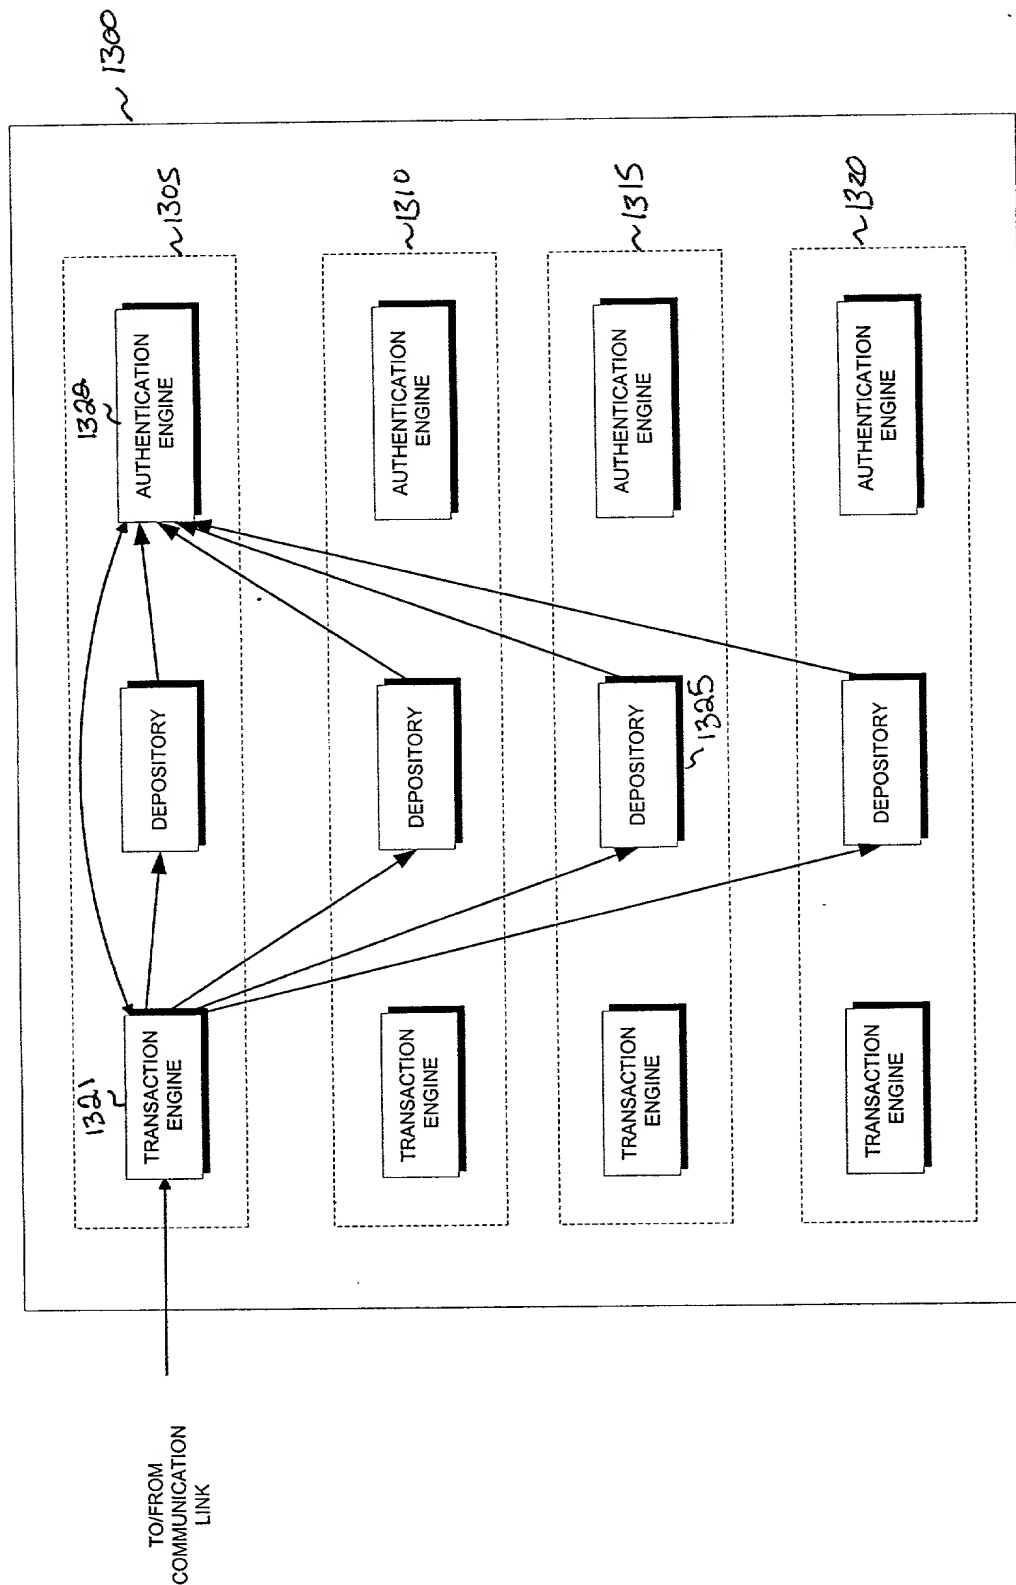 1300
1305
1321
1322
TRANSACTION
ENGINE
DEPOSITORY
AUTHENTICATION
ENGINE
TO/FROM
COMMUNICATION
LINK
1310
TRANSACTION
ENGINE
DEPOSITORY
AUTHENTICATION
ENGINE
1315
TRANSACTION
ENGINE
DEPOSITORY
1325
AUTHENTICATION
ENGINE
1320
TRANSACTION
ENGINE
DEPOSITORY
AUTHENTICATION
ENGINE